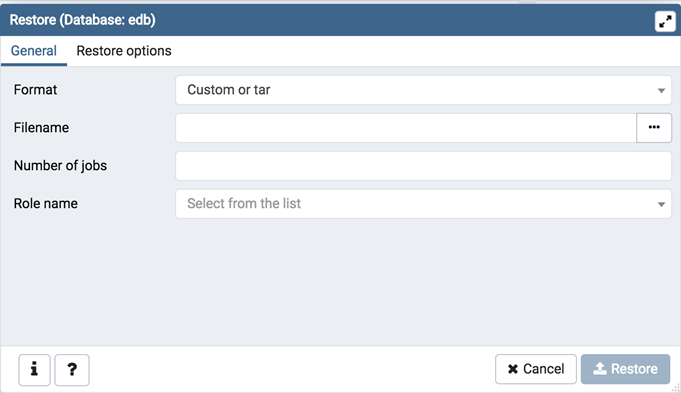 Restore (Database: edb)
General Restore options
Format Custom or tar
Filename
Number of jobs
Role name Select from the list
i ? Cancel Restore